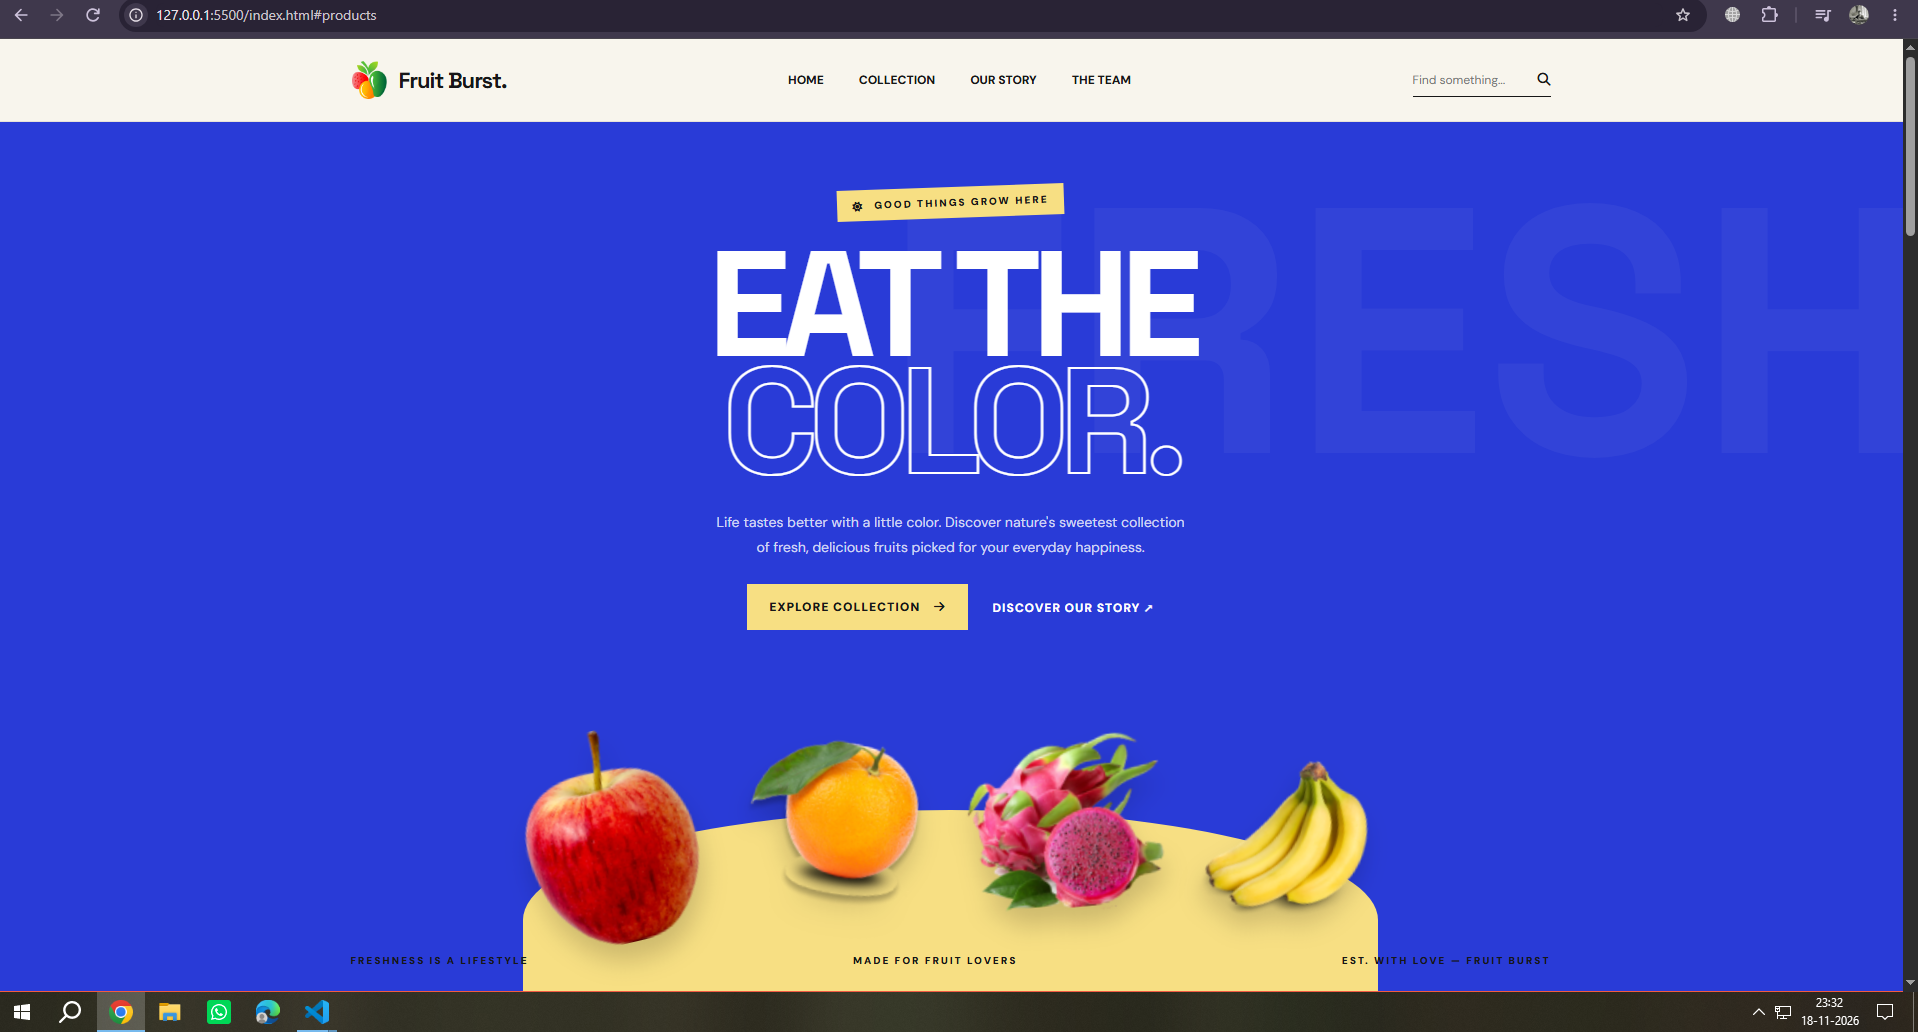 127.0.0.1:5500/index.html#products
Fruit Burst.
HOME
COLLECTION
OUR STORY
THE TEAM
Find something...
FRESH
GOOD THINGS GROW HERE
EAT THE
COLOR.
Life tastes better with a little color. Discover nature's sweetest collection
of fresh, delicious fruits picked for your everyday happiness.
EXPLORE COLLECTION →
DISCOVER OUR STORY ↗
FRESHNESS IS A LIFESTYLE
MADE FOR FRUIT LOVERS
EST. WITH LOVE — FRUIT BURST
23:32
18-11-2026